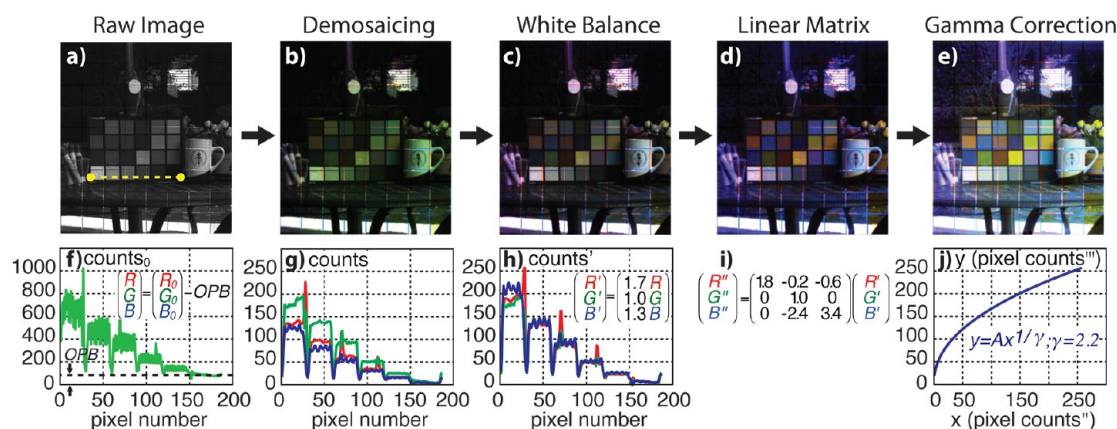 Raw Image
Demosaicing
White Balance
Linear Matrix
Gamma Correction
a)
b)
c)
d)
e)
f) counts₀
1000
800
600
400
200
0
OPB
(R G B) = (R₀ G₀ B₀) - OPB
0 50 100 150 200
pixel number
g) counts
250
200
150
100
50
0
0 50 100 150 200
pixel number
h) counts'
250
200
150
100
50
0
(R' G' B') = (1.7 R 1.0 G 1.3 B)
0 50 100 150 200
pixel number
i)
R'' 1.8 -0.2 -0.6 R'
G'' = 0 1.0 0 G'
B'' 0 -2.4 3.4 B'
j) y (pixel counts''')
250
200
150
100
50
0
y=Ax^1/γ;γ=2.2
0 50 150 250 300
x (pixel counts'')